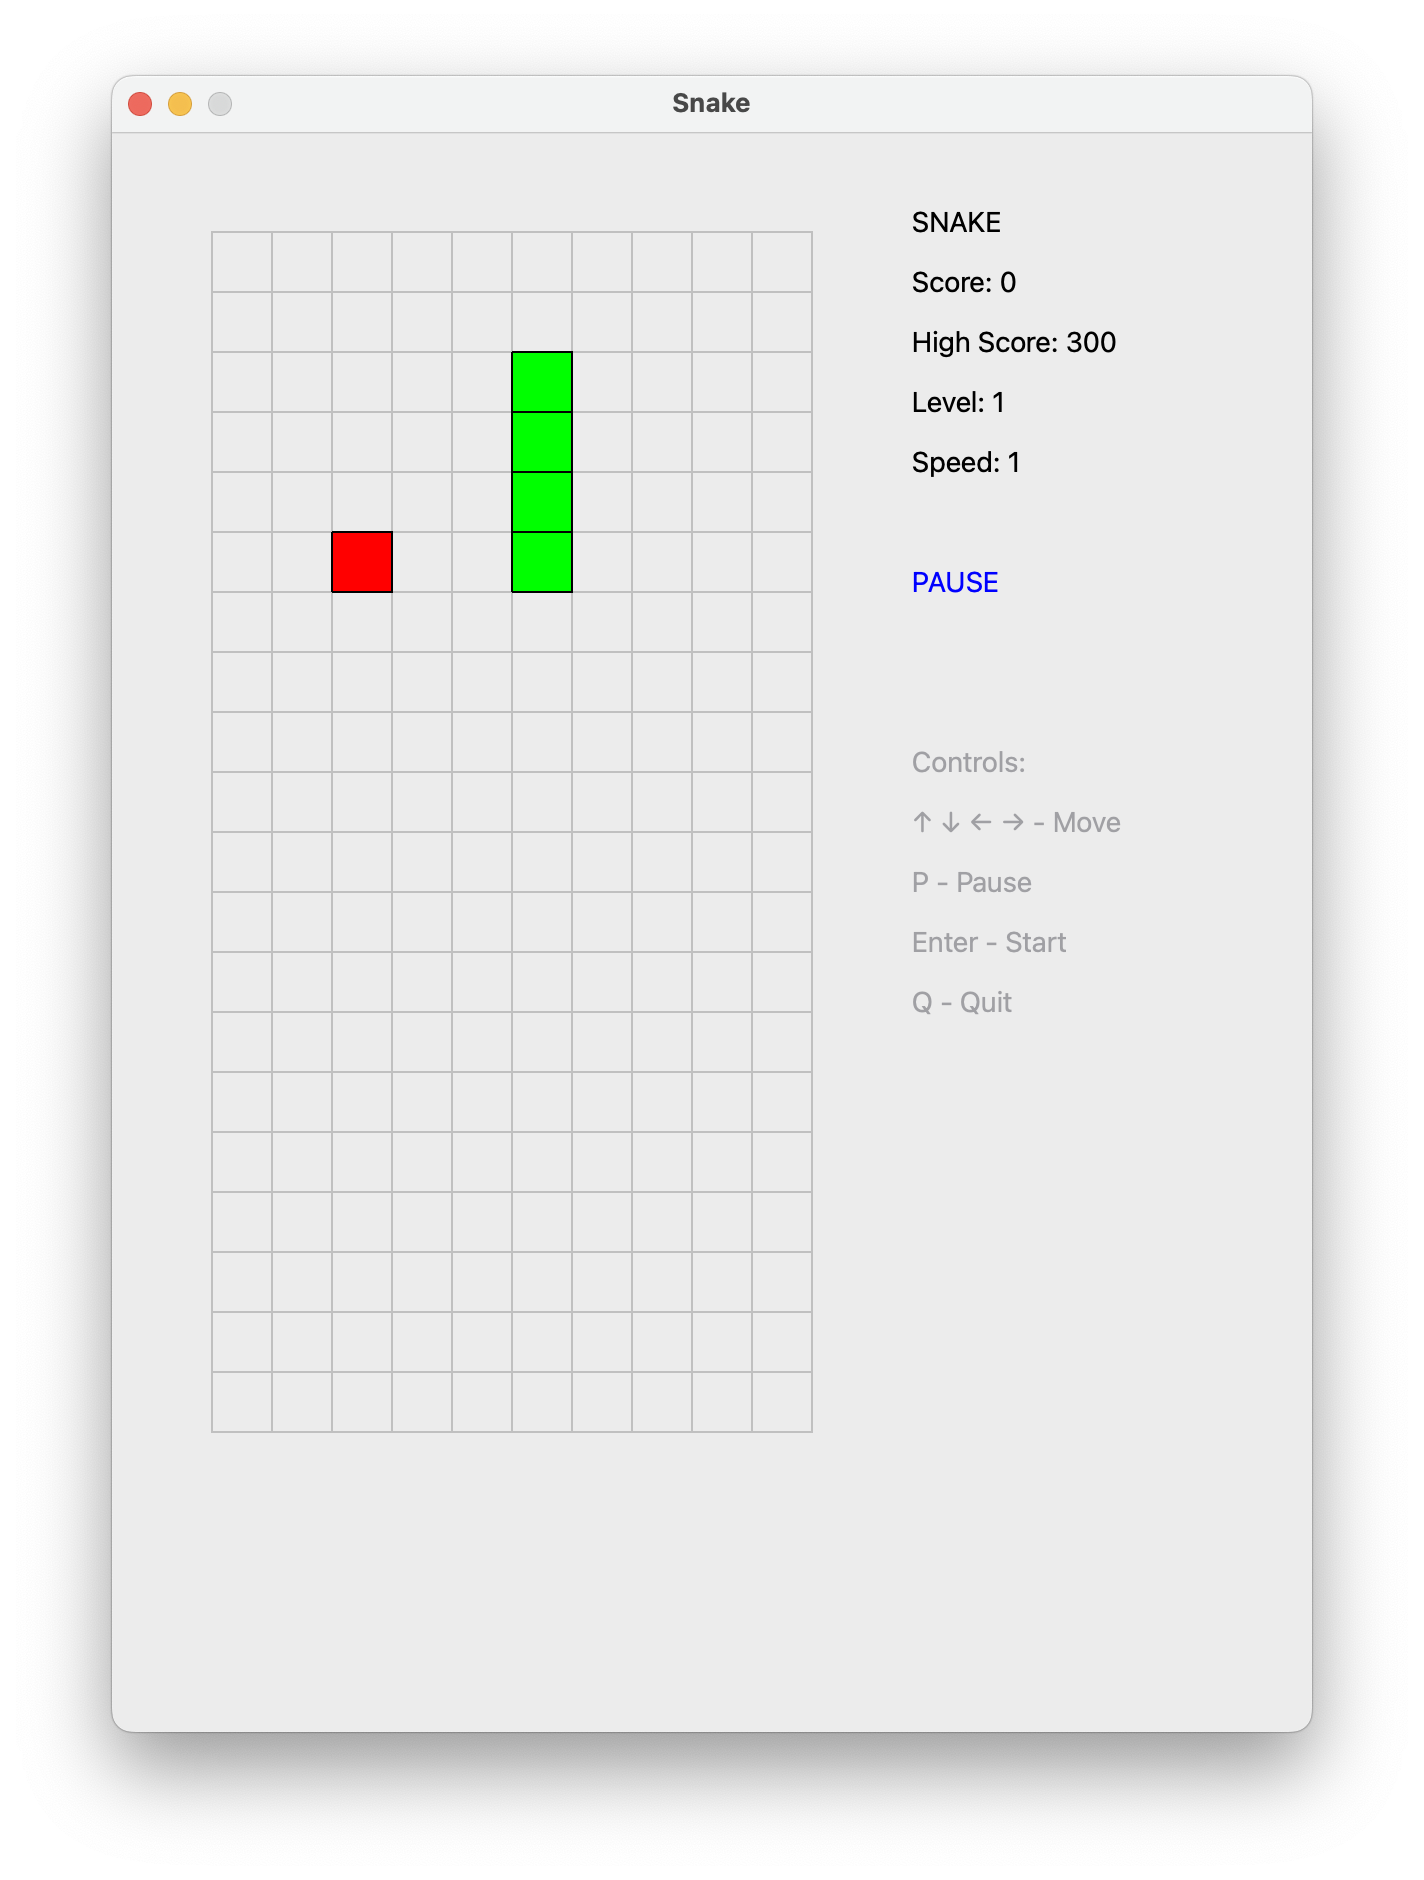 Snake
SNAKE
Score: 0
High Score: 300
Level: 1
Speed: 1
PAUSE
Controls:
↑ ↓ ← → - Move
P - Pause
Enter - Start
Q - Quit